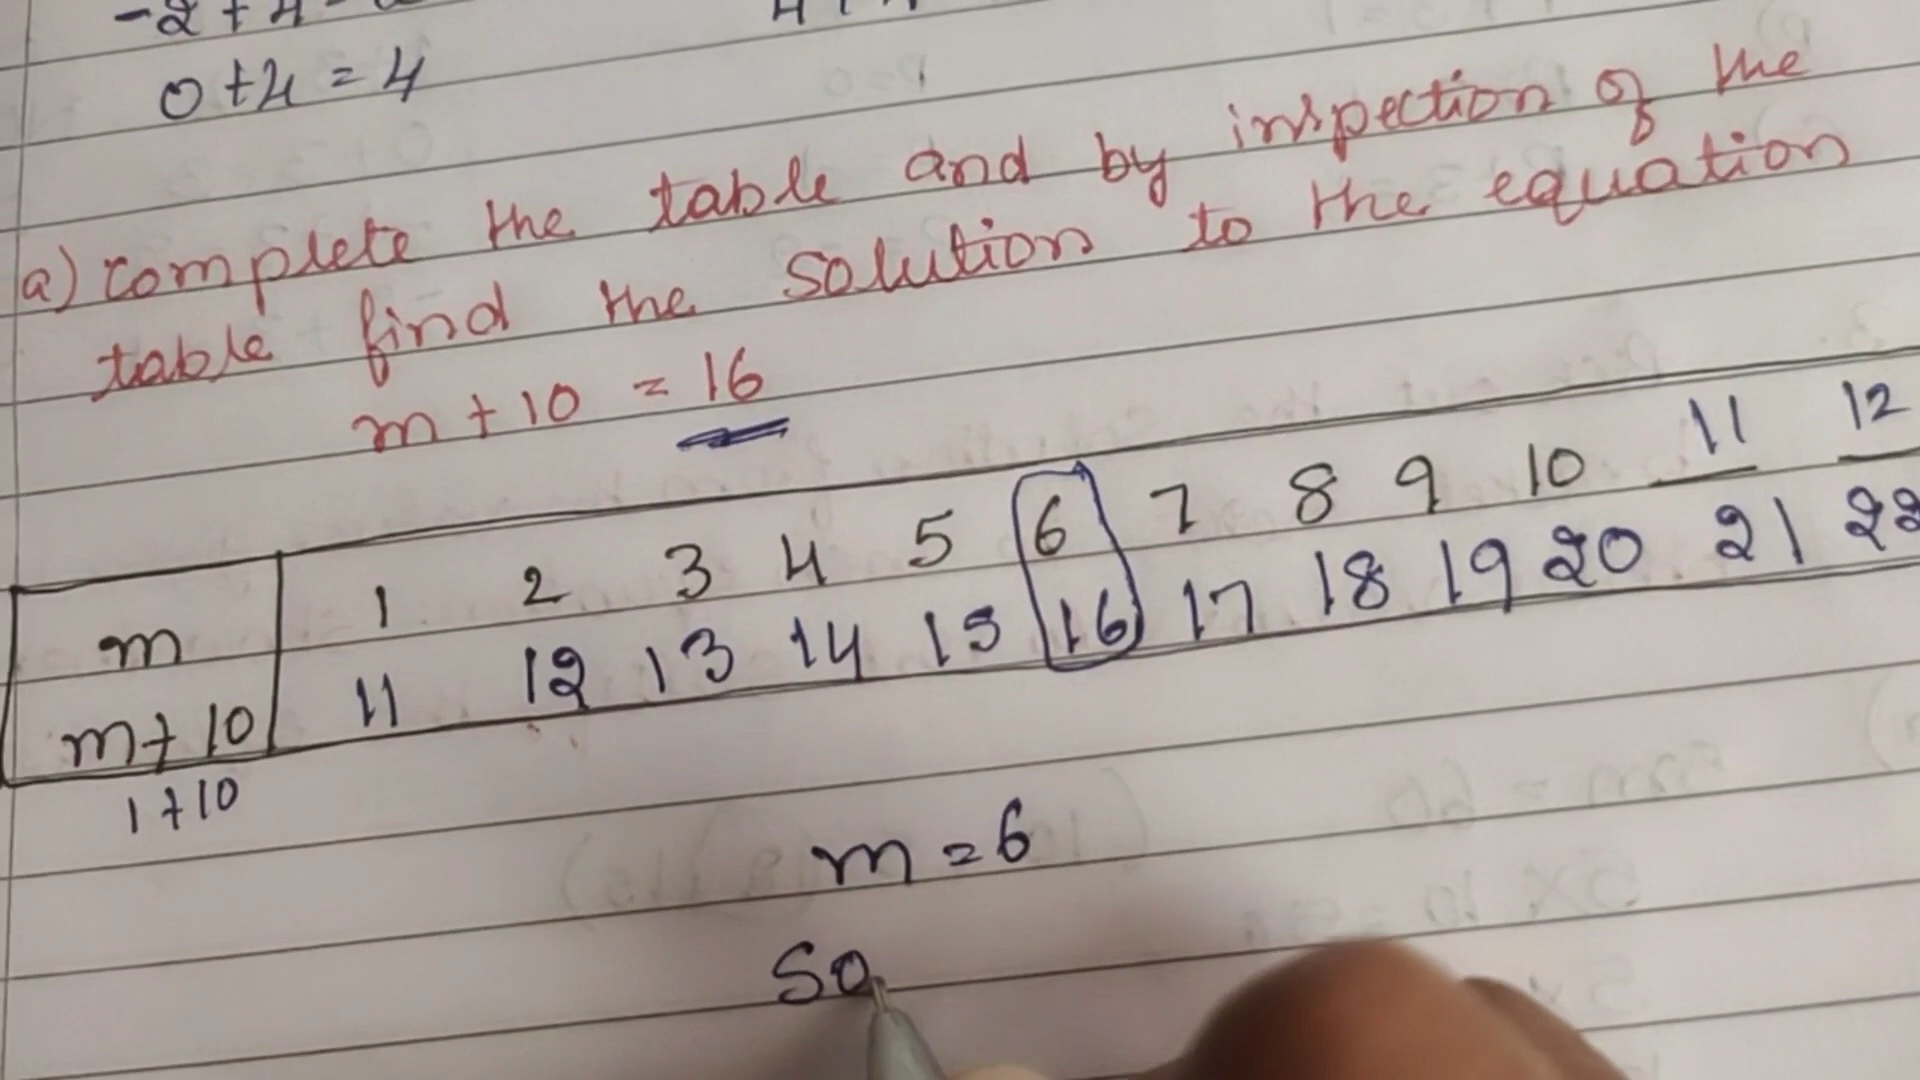 0+4=4
a) complete the table and by inspection of the
table find the solution to the equation
m+10 = 16
m 1 2 3 4 5 6 7 8 9 10 11 12
m+10 11 12 13 14 15 16 17 18 19 20 21 22
1+10
m = 6
So